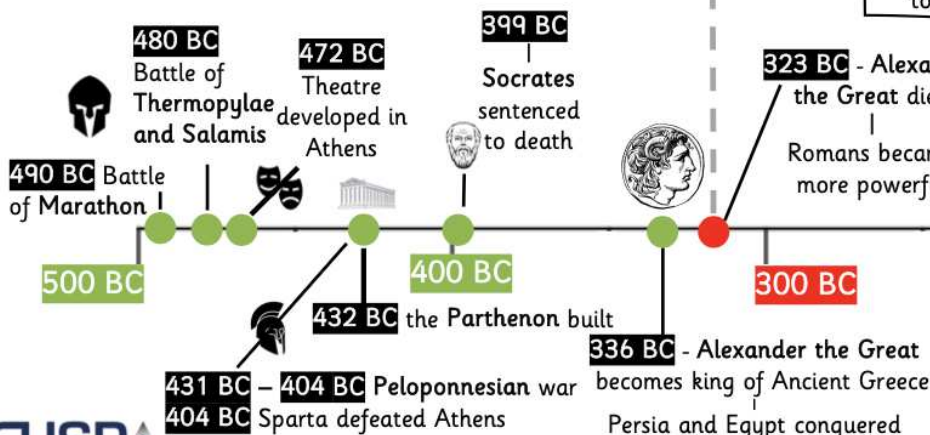 480 BC
Battle of
Thermopylae
and Salamis
472 BC
Theatre
developed in
Athens
399 BC
Socrates
sentenced
to death
323 BC - Alexa
the Great die
Romans becam
more powerf
490 BC Battle
of Marathon
500 BC
400 BC
300 BC
432 BC the Parthenon built
431 BC – 404 BC Peloponnesian war
404 BC Sparta defeated Athens
336 BC - Alexander the Great
becomes king of Ancient Greece
Persia and Egypt conquered